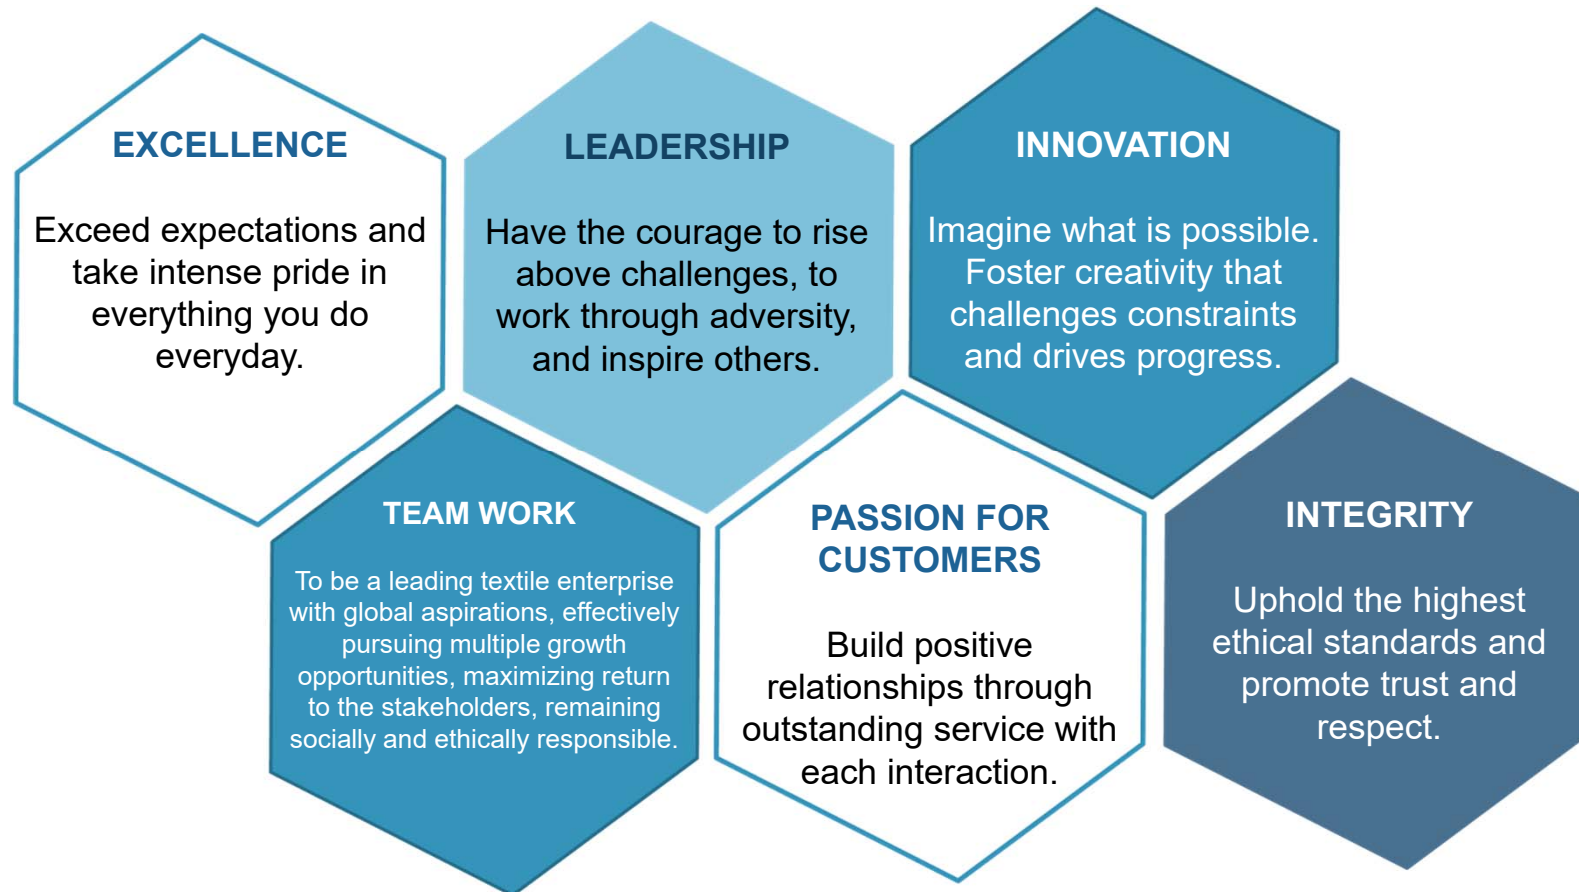 EXCELLENCE
Exceed expectations and
take intense pride in
everything you do
everyday.
LEADERSHIP
Have the courage to rise
above challenges, to
work through adversity,
and inspire others.
INNOVATION
Imagine what is possible.
Foster creativity that
challenges constraints
and drives progress.
TEAM WORK
To be a leading textile enterprise
with global aspirations, effectively
pursuing multiple growth
opportunities, maximizing return
to the stakeholders, remaining
socially and ethically responsible.
PASSION FOR
CUSTOMERS
Build positive
relationships through
outstanding service with
each interaction.
INTEGRITY
Uphold the highest
ethical standards and
promote trust and
respect.